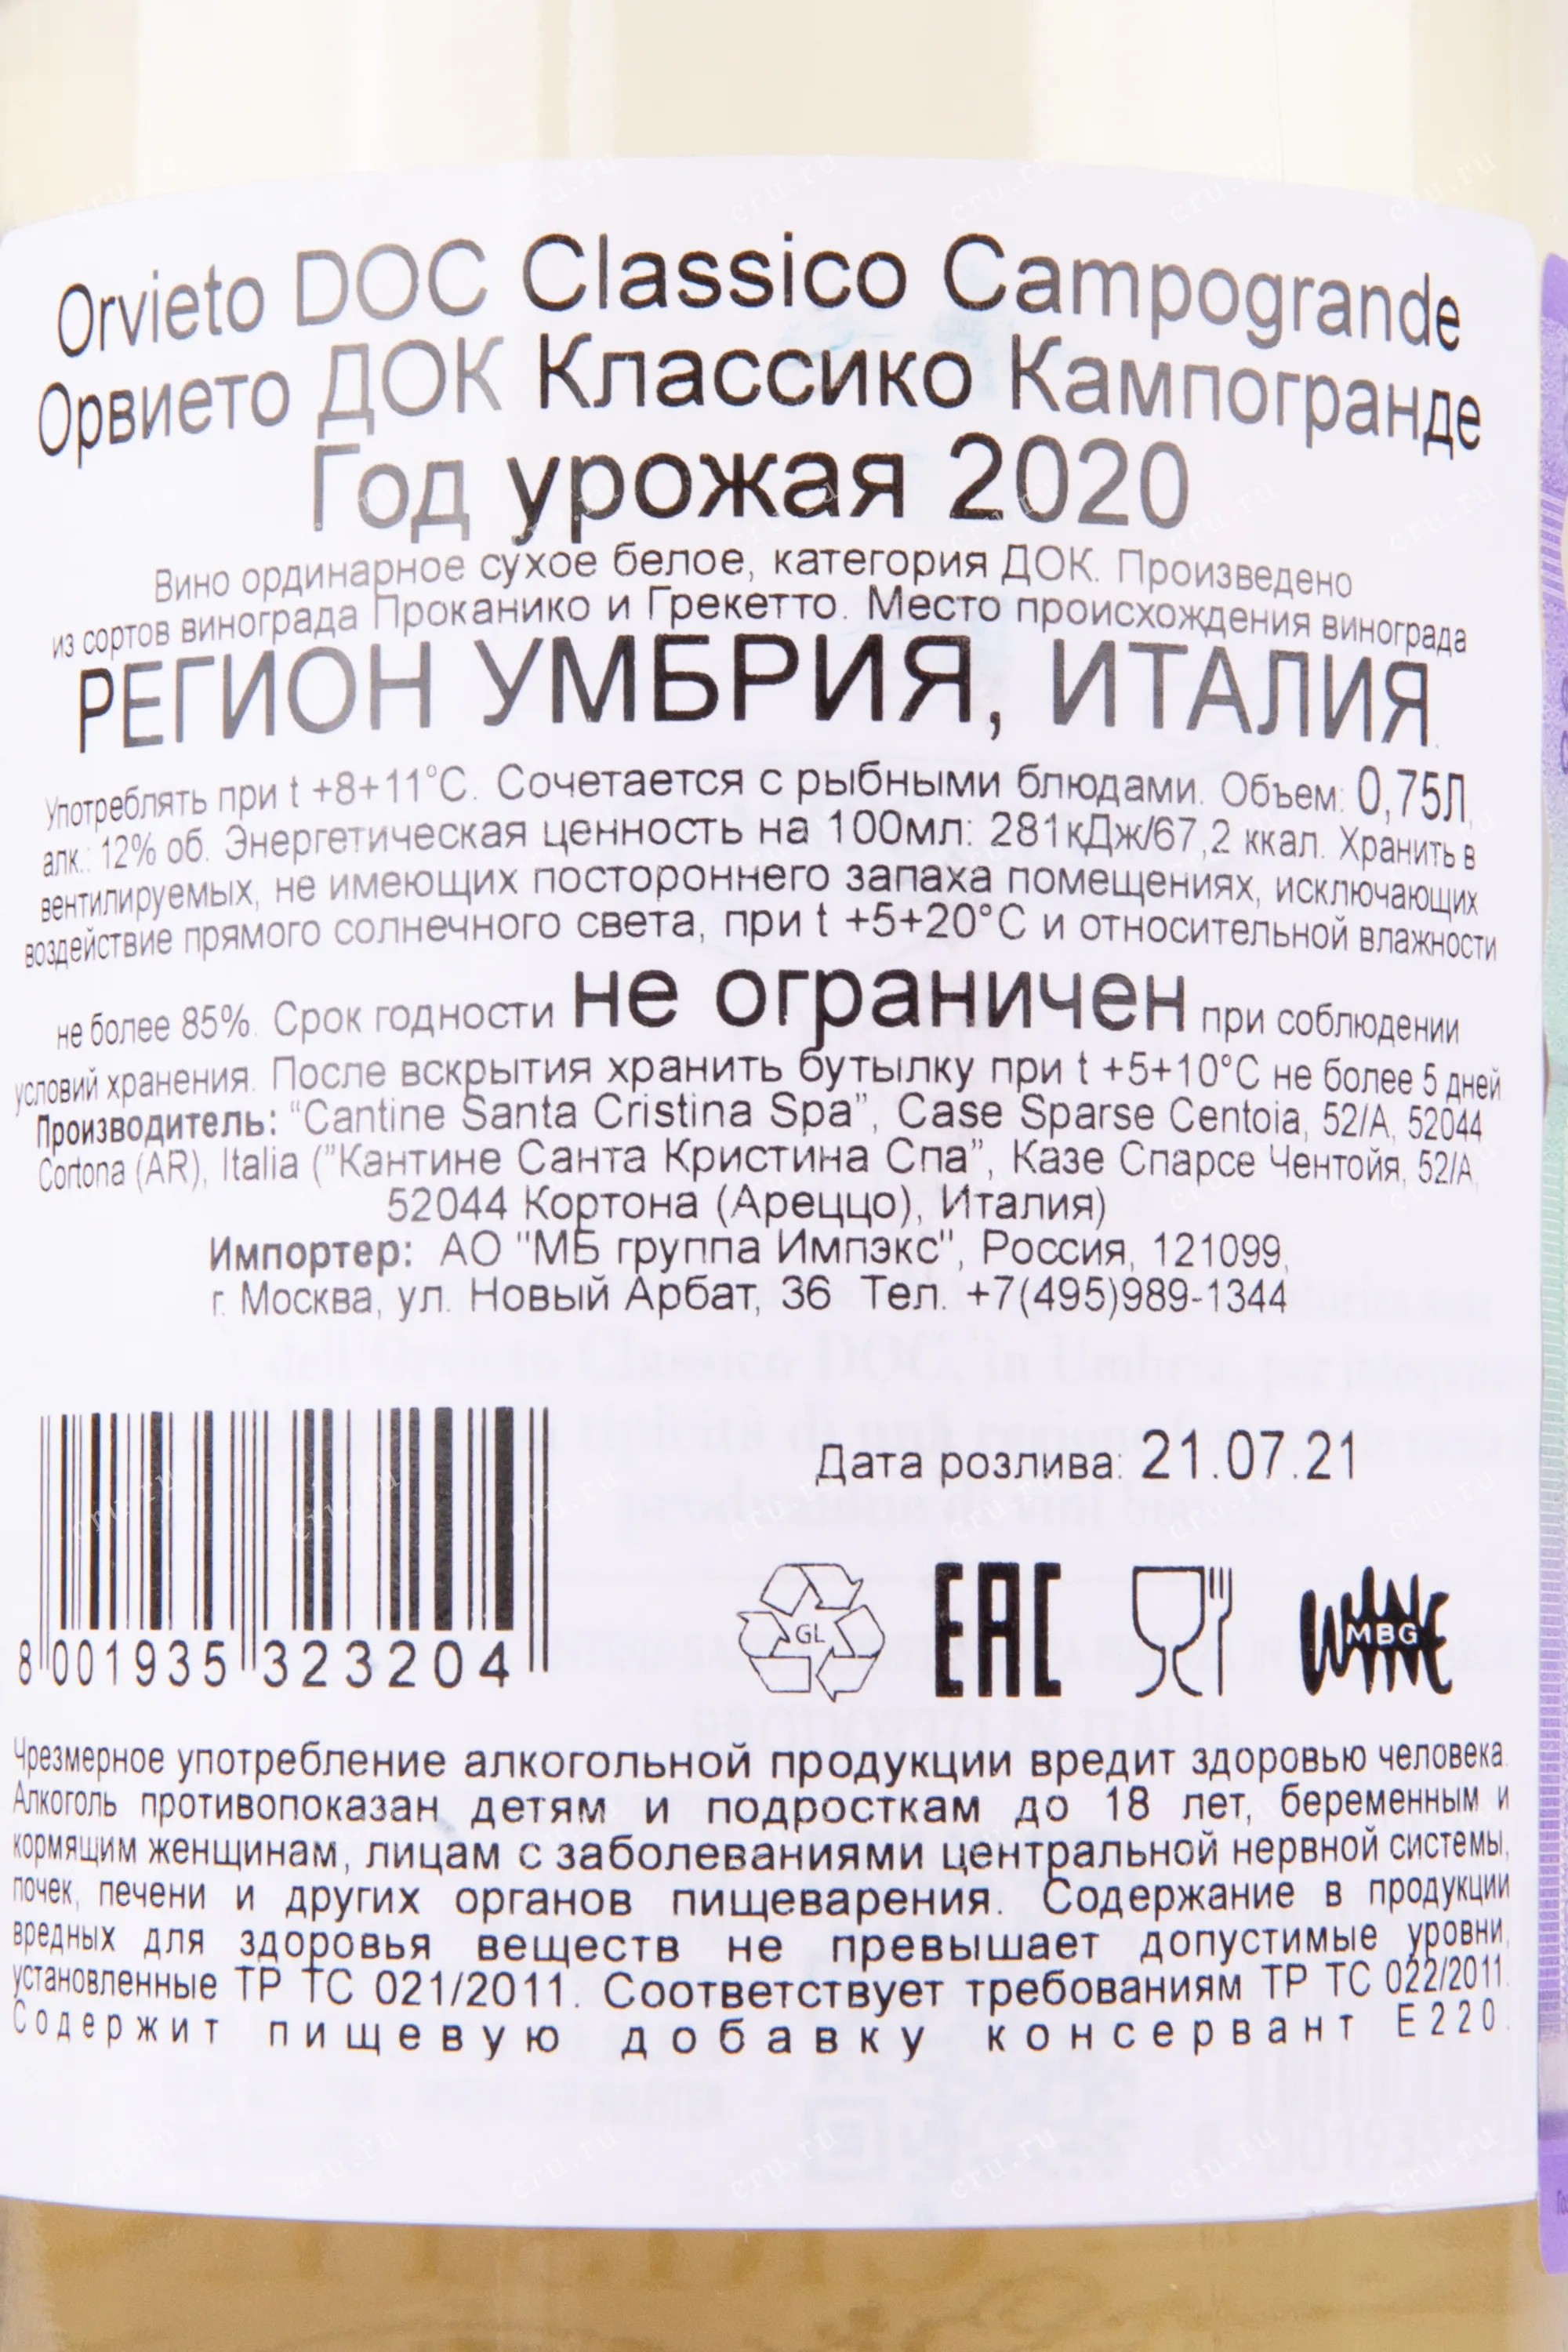 Orvieto DOC Classico Campogrande
Орвието ДОК Классико Кампогранде
Год урожая 2020
Вино ординарное сухое белое, категория ДОК. Произведено
из сортов винограда Проканико и Грекетто. Место происхождения винограда
РЕГИОН УМБРИЯ, ИТАЛИЯ.
Употреблять при t +8+11°C. Сочетается с рыбными блюдами. Объем: 0,75Л,
алк.: 12% об. Энергетическая ценность на 100мл: 281кДж/67,2 ккал. Хранить в
вентилируемых, не имеющих постороннего запаха помещениях, исключающих
воздействие прямого солнечного света, при t +5+20°C и относительной влажности
не более 85%. Срок годности не ограничен при соблюдении
условий хранения. После вскрытия хранить бутылку при t +5+10°C не более 5 дней
Производитель: “Cantine Santa Cristina Spa”, Case Sparse Centoia, 52/A, 52044
Cortona (AR), Italia ("Кантине Санта Кристина Спа”, Казе Спарсе Чентойя, 52/А,
52044 Кортона (Ареццо), Италия)
Импортер: АО "МБ группа Импэкс", Россия, 121099,
г. Москва, ул. Новый Арбат, 36 Тел. +7(495)989-1344
Дата розлива: 21.07.21
8 001935 323204
GL
EAC
WINE
MBG
Чрезмерное употребление алкогольной продукции вредит здоровью человека.
Алкоголь противопоказан детям и подросткам до 18 лет, беременным и
кормящим женщинам, лицам с заболеваниями центральной нервной системы,
почек, печени и других органов пищеварения. Содержание в продукции
вредных для здоровья веществ не превышает допустимые уровни,
установленные ТР ТС 021/2011. Соответствует требованиям ТР ТС 022/2011.
Содержит пищевую добавку консервант Е220.
cru.ru